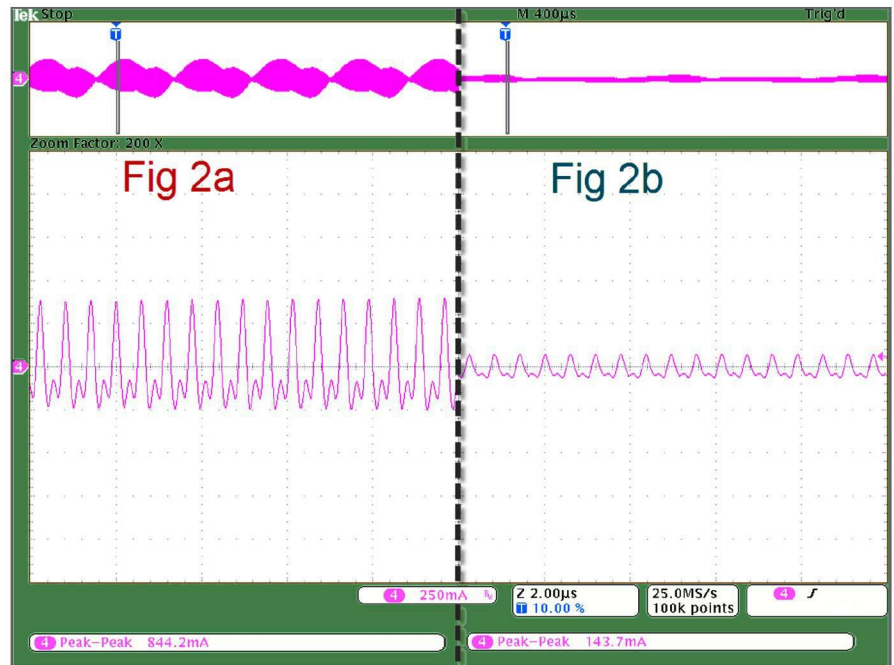 Tek Stop M 400µs Trig'd
T T
4
Zoom Factor: 200 X
Fig 2a Fig 2b
4
4 250mA Z 2.00µs 25.0MS/s 4
T 10.00 % 100k points
4 Peak-Peak 844.2mA 4 Peak-Peak 143.7mA